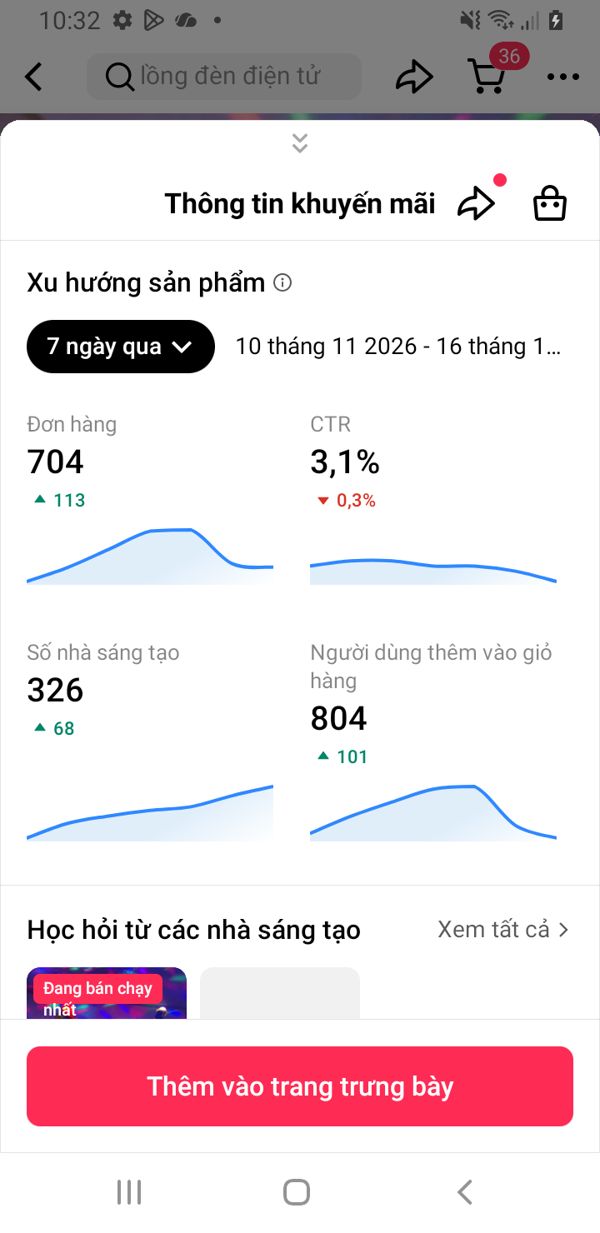 10:32
lồng đèn điện tử
36
Thông tin khuyến mãi
Xu hướng sản phẩm
7 ngày qua
10 tháng 11 2026 - 16 tháng 1...
Đơn hàng
704
113
CTR
3,1%
0,3%
Số nhà sáng tạo
326
68
Người dùng thêm vào giỏ
hàng
804
101
Học hỏi từ các nhà sáng tạo
Xem tất cả
Đang bán chạy
nhất
Thêm vào trang trưng bày